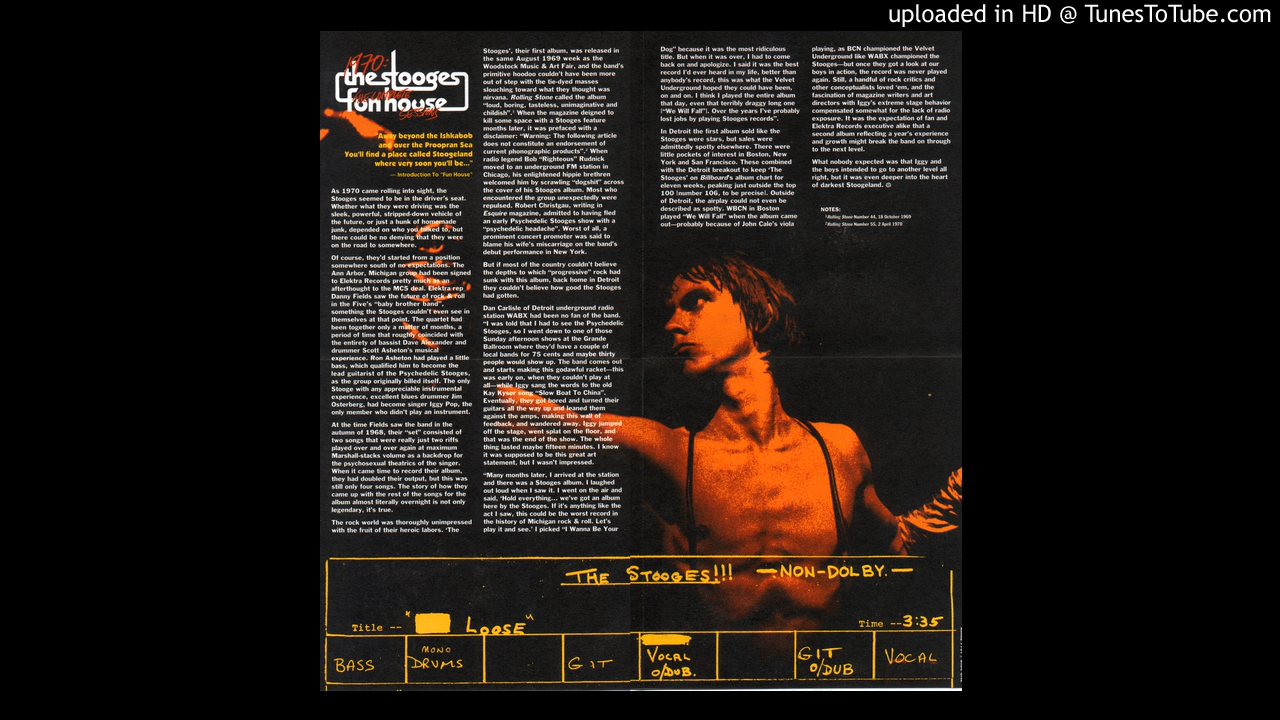 uploaded in HD @ TunesToTube.com
1970:
the stooges
THE COMPLETE
fun house
SESSIONS
"Away beyond the Ishkabob
and over the Proopran Sea
You'll find a place called Stoogeland
where very soon you'll be..."
— Introduction To "Fun House"
As 1970 came rolling into sight, the
Stooges seemed to be in the driver's seat.
Whether what they were driving was the
sleek, powerful, stripped-down vehicle of
the future, or just a hunk of homemade
junk, depended on who you talked to, but
there could be no denying that they were
on the road to somewhere.
Of course, they'd started from a position
somewhere south of no expectations. The
Ann Arbor, Michigan group had been signed
to Elektra Records pretty much as an
afterthought to the MC5 deal. Elektra rep
Danny Fields saw the future of rock & roll
in the Five's "baby brother band",
something the Stooges couldn't even see in
themselves at that point. The quartet had
been together only a matter of months, a
period of time that roughly coincided with
the entirety of bassist Dave Alexander and
drummer Scott Asheton's musical
experience. Ron Asheton had played a little
bass, which qualified him to become the
lead guitarist of the Psychedelic Stooges,
as the group originally billed itself. The only
Stooge with any appreciable instrumental
experience, excellent blues drummer Jim
Osterberg, had become singer Iggy Pop, the
only member who didn't play an instrument.
At the time Fields saw the band in the
autumn of 1968, their "set" consisted of
two songs that were really just two riffs
played over and over again at maximum
Marshall-stacks volume as a backdrop for
the psychosexual theatrics of the singer.
When it came time to record their album,
they had doubled their output, but this was
still only four songs. The story of how they
came up with the rest of the songs for the
album almost literally overnight is not only
legendary, it's true.
The rock world was thoroughly unimpressed
with the fruit of their heroic labors. 'The
Stooges', their first album, was released in
the same August 1969 week as the
Woodstock Music & Art Fair, and the band's
primitive hoodoo couldn't have been more
out of step with the tie-dyed masses
slouching toward what they thought was
nirvana. Rolling Stone called the album
"loud, boring, tasteless, unimaginative and
childish".¹ When the magazine deigned to
kill some space with a Stooges feature
months later, it was prefaced with a
disclaimer: "Warning: The following article
does not constitute an endorsement of
current phonographic products".² When
radio legend Bob "Righteous" Rudnick
moved to an underground FM station in
Chicago, his enlightened hippie brethren
welcomed him by scrawling "dogshit" across
the cover of his Stooges album. Most who
encountered the group unexpectedly were
repulsed. Robert Christgau, writing in
Esquire magazine, admitted to having fled
an early Psychedelic Stooges show with a
"psychedelic headache". Worst of all, a
prominent concert promoter was said to
blame his wife's miscarriage on the band's
debut performance in New York.
But if most of the country couldn't believe
the depths to which "progressive" rock had
sunk with this album, back home in Detroit
they couldn't believe how good the Stooges
had gotten.
Dan Carlisle of Detroit underground radio
station WABX had been no fan of the band.
"I was told that I had to see the Psychedelic
Stooges, so I went down to one of those
Sunday afternoon shows at the Grande
Ballroom where they'd have a couple of
local bands for 75 cents and maybe thirty
people would show up. The band comes out
and starts making this godawful racket—this
was early on, when they couldn't play at
all—while Iggy sang the words to the old
Kay Kyser song "Slow Boat To China".
Eventually, they got bored and turned their
guitars all the way up and leaned them
against the amps, making this wall of
feedback, and wandered away. Iggy jumped
off the stage, went splat on the floor, and
that was the end of the show. The whole
thing lasted maybe fifteen minutes. I know
it was supposed to be this great art
statement, but I wasn't impressed.
"Many months later, I arrived at the station
and there was a Stooges album. I laughed
out loud when I saw it. I went on the air and
said, 'Hold everything... we've got an album
here by the Stooges. If it's anything like the
act I saw, this could be the worst record in
the history of Michigan rock & roll. Let's
play it and see.' I picked "I Wanna Be Your
Dog" because it was the most ridiculous
title. But when it was over, I had to come
back on and apologize. I said it was the best
record I'd ever heard in my life, better than
anybody's record, this was what the Velvet
Underground hoped they could have been,
on and on. I think I played the entire album
that day, even that terribly draggy long one
("We Will Fall"). Over the years I've probably
lost jobs by playing Stooges records".
In Detroit the first album sold like the
Stooges were stars, but sales were
admittedly spotty elsewhere. There were
little pockets of interest in Boston, New
York and San Francisco. These combined
with the Detroit breakout to keep 'The
Stooges' on Billboard's album chart for
eleven weeks, peaking just outside the top
100 (number 106, to be precise). Outside
of Detroit, the airplay could not even be
described as spotty. WBCN in Boston
played "We Will Fall" when the album came
out—probably because of John Cale's viola
playing, as BCN championed the Velvet
Underground like WABX championed the
Stooges—but once they got a look at our
boys in action, the record was never played
again. Still, a handful of rock critics and
other conceptualists loved 'em, and the
fascination of magazine writers and art
directors with Iggy's extreme stage behavior
compensated somewhat for the lack of radio
exposure. It was the expectation of fan and
Elektra Records executive alike that a
second album reflecting a year's experience
and growth might break the band on through
to the next level.
What nobody expected was that Iggy and
the boys intended to go to another level all
right, but it was even deeper into the heart
of darkest Stoogeland.
NOTES:
¹Rolling Stone Number 44, 18 October 1969
²Rolling Stone Number 55, 2 April 1970
THE STOOGES!!! — NON-DOLBY. —
Title -- " LOOSE"
Time -- 3:35
BASS
MONO DRUMS
GIT
VOCAL O/DUB.
GIT O/DUB
VOCAL